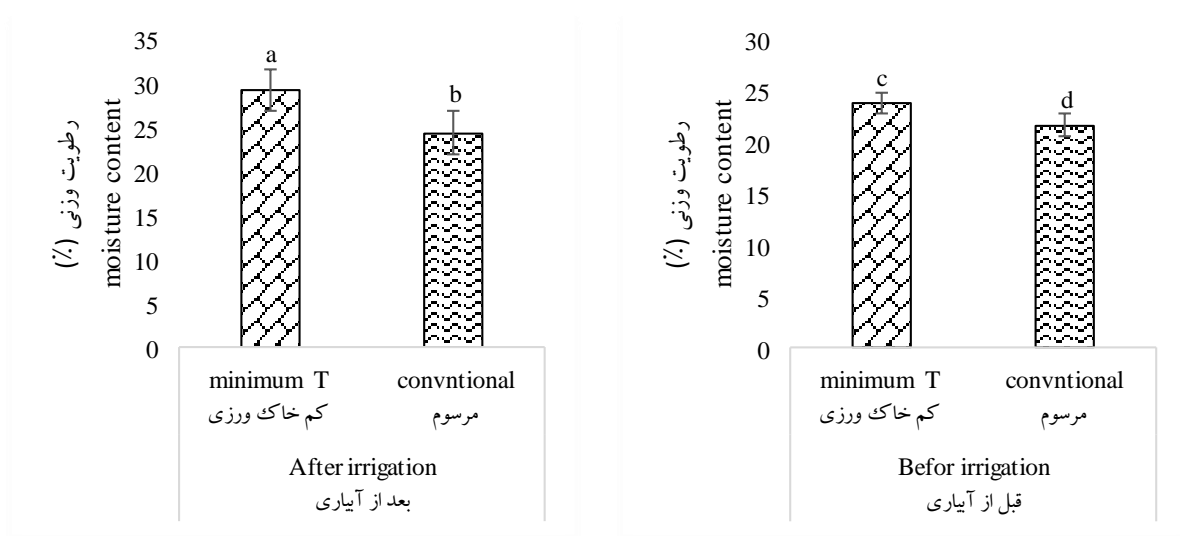 رطوبت وزنی (٪)
moisture content
35
30
25
20
15
10
5
0
a
b
minimum T
کم خاک ورزی
convntional
مرسوم
After irrigation
بعد از آبیاری
رطوبت وزنی (٪)
moisture content
30
25
20
15
10
5
0
c
d
minimum T
کم خاک ورزی
convntional
مرسوم
Befor irrigation
قبل از آبیاری